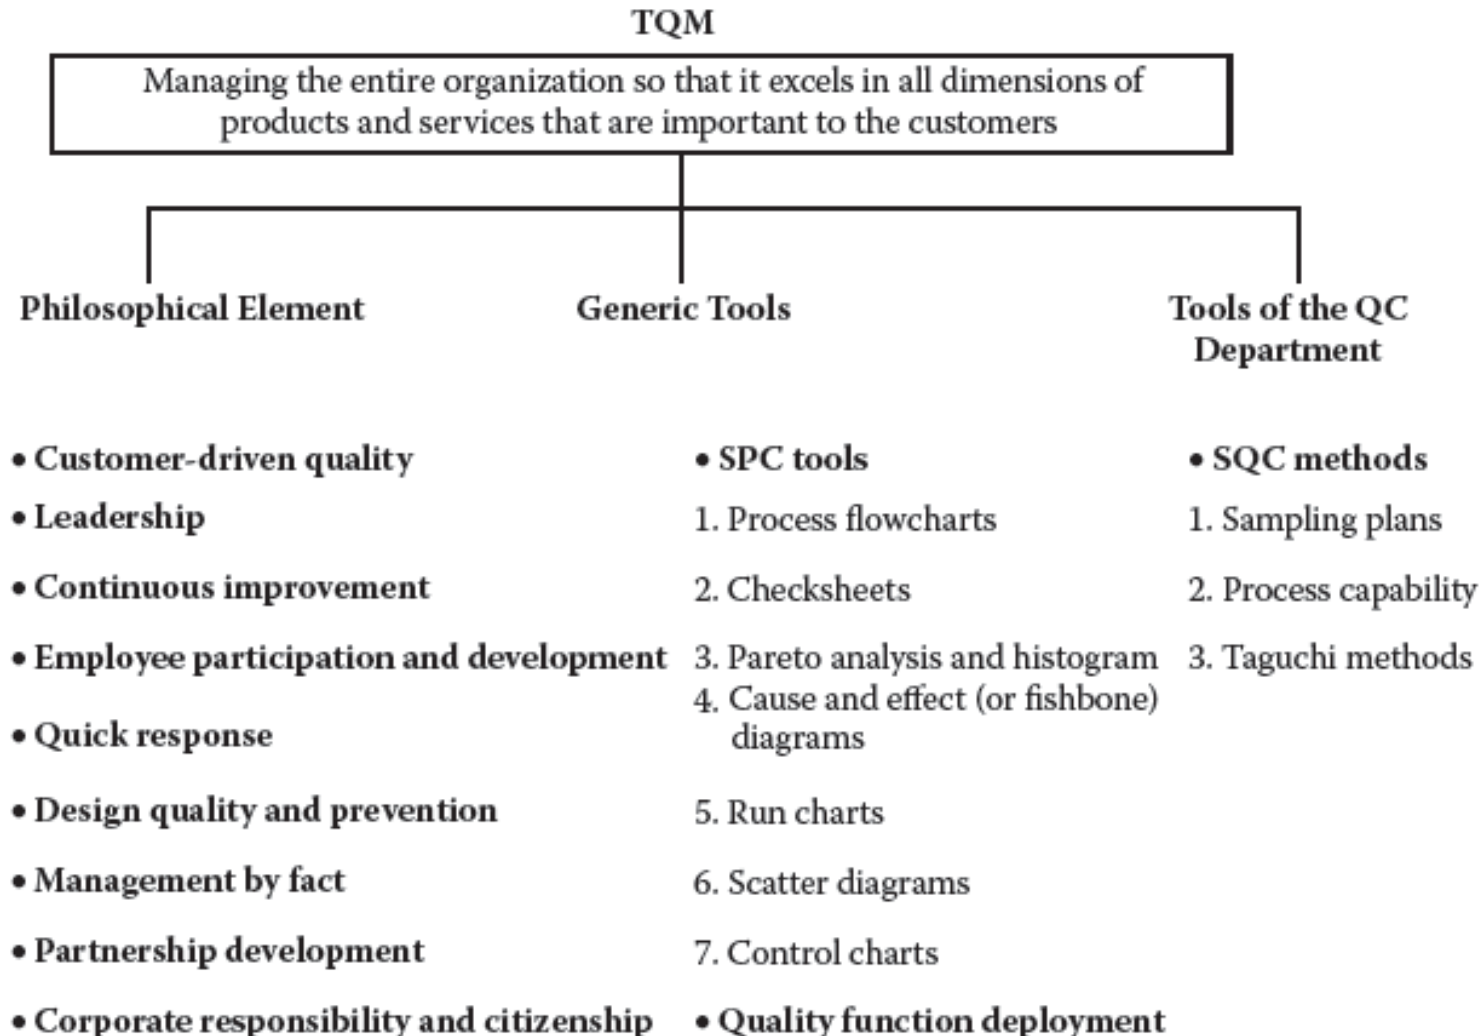 TQM
Managing the entire organization so that it excels in all dimensions of
products and services that are important to the customers
Philosophical Element
Generic Tools
Tools of the QC
Department
• Customer-driven quality
• Leadership
• Continuous improvement
• Employee participation and development
• Quick response
• Design quality and prevention
• Management by fact
• Partnership development
• Corporate responsibility and citizenship
• SPC tools
1. Process flowcharts
2. Checksheets
3. Pareto analysis and histogram
4. Cause and effect (or fishbone)
diagrams
5. Run charts
6. Scatter diagrams
7. Control charts
• Quality function deployment
• SQC methods
1. Sampling plans
2. Process capability
3. Taguchi methods